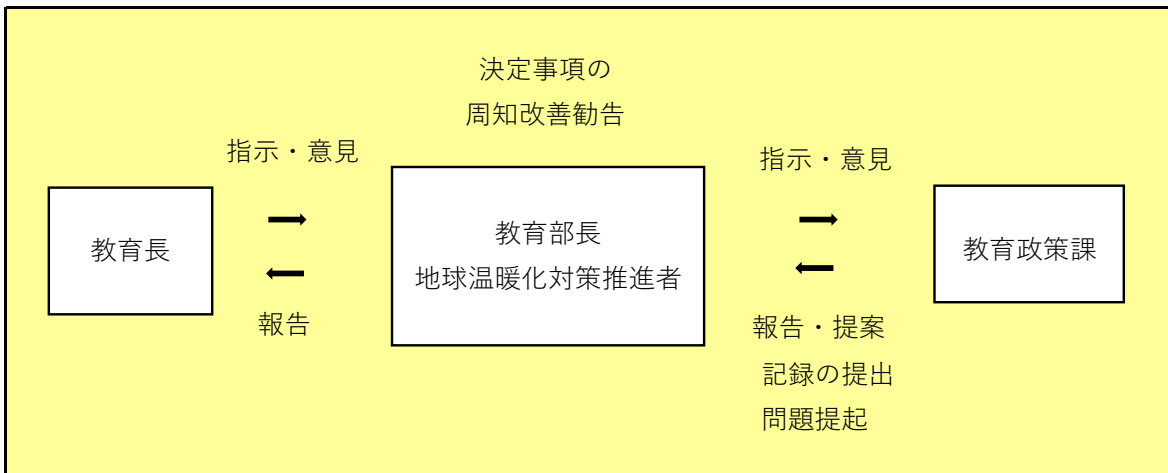 決定事項の
周知改善勧告
指示・意見
指示・意見
教育長
教育部長
地球温暖化対策推進者
教育政策課
報告
報告・提案
記録の提出
問題提起